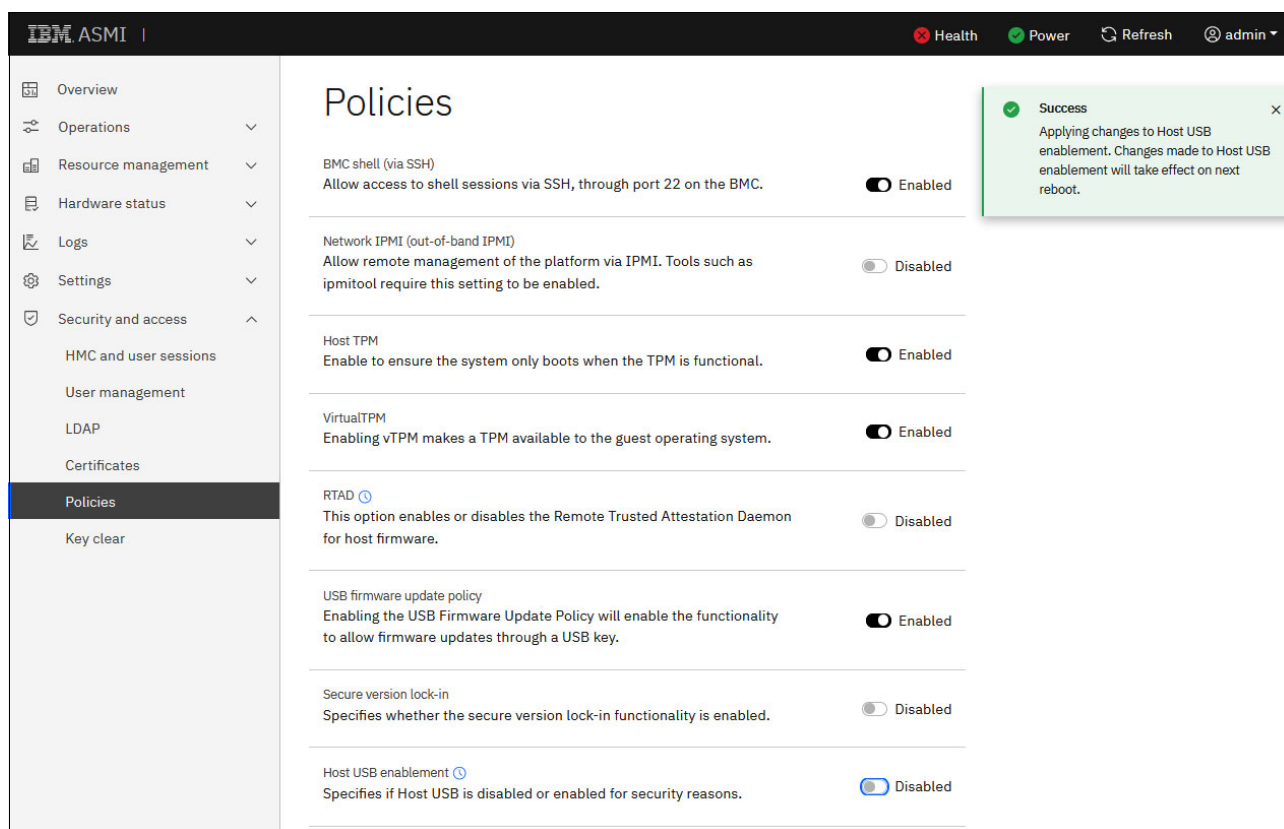 IBM ASMI |
Health
Power
Refresh
admin
Overview
Operations
Resource management
Hardware status
Logs
Settings
Security and access
HMC and user sessions
User management
LDAP
Certificates
Policies
Key clear
Policies
BMC shell (via SSH)
Allow access to shell sessions via SSH, through port 22 on the BMC.
Enabled
Network IPMI (out-of-band IPMI)
Allow remote management of the platform via IPMI. Tools such as
ipmitool require this setting to be enabled.
Disabled
Host TPM
Enable to ensure the system only boots when the TPM is functional.
Enabled
VirtualTPM
Enabling vTPM makes a TPM available to the guest operating system.
Enabled
RTAD
This option enables or disables the Remote Trusted Attestation Daemon
for host firmware.
Disabled
USB firmware update policy
Enabling the USB Firmware Update Policy will enable the functionality
to allow firmware updates through a USB key.
Enabled
Secure version lock-in
Specifies whether the secure version lock-in functionality is enabled.
Disabled
Host USB enablement
Specifies if Host USB is disabled or enabled for security reasons.
Disabled
Success
Applying changes to Host USB
enablement. Changes made to Host USB
enablement will take effect on next
reboot.